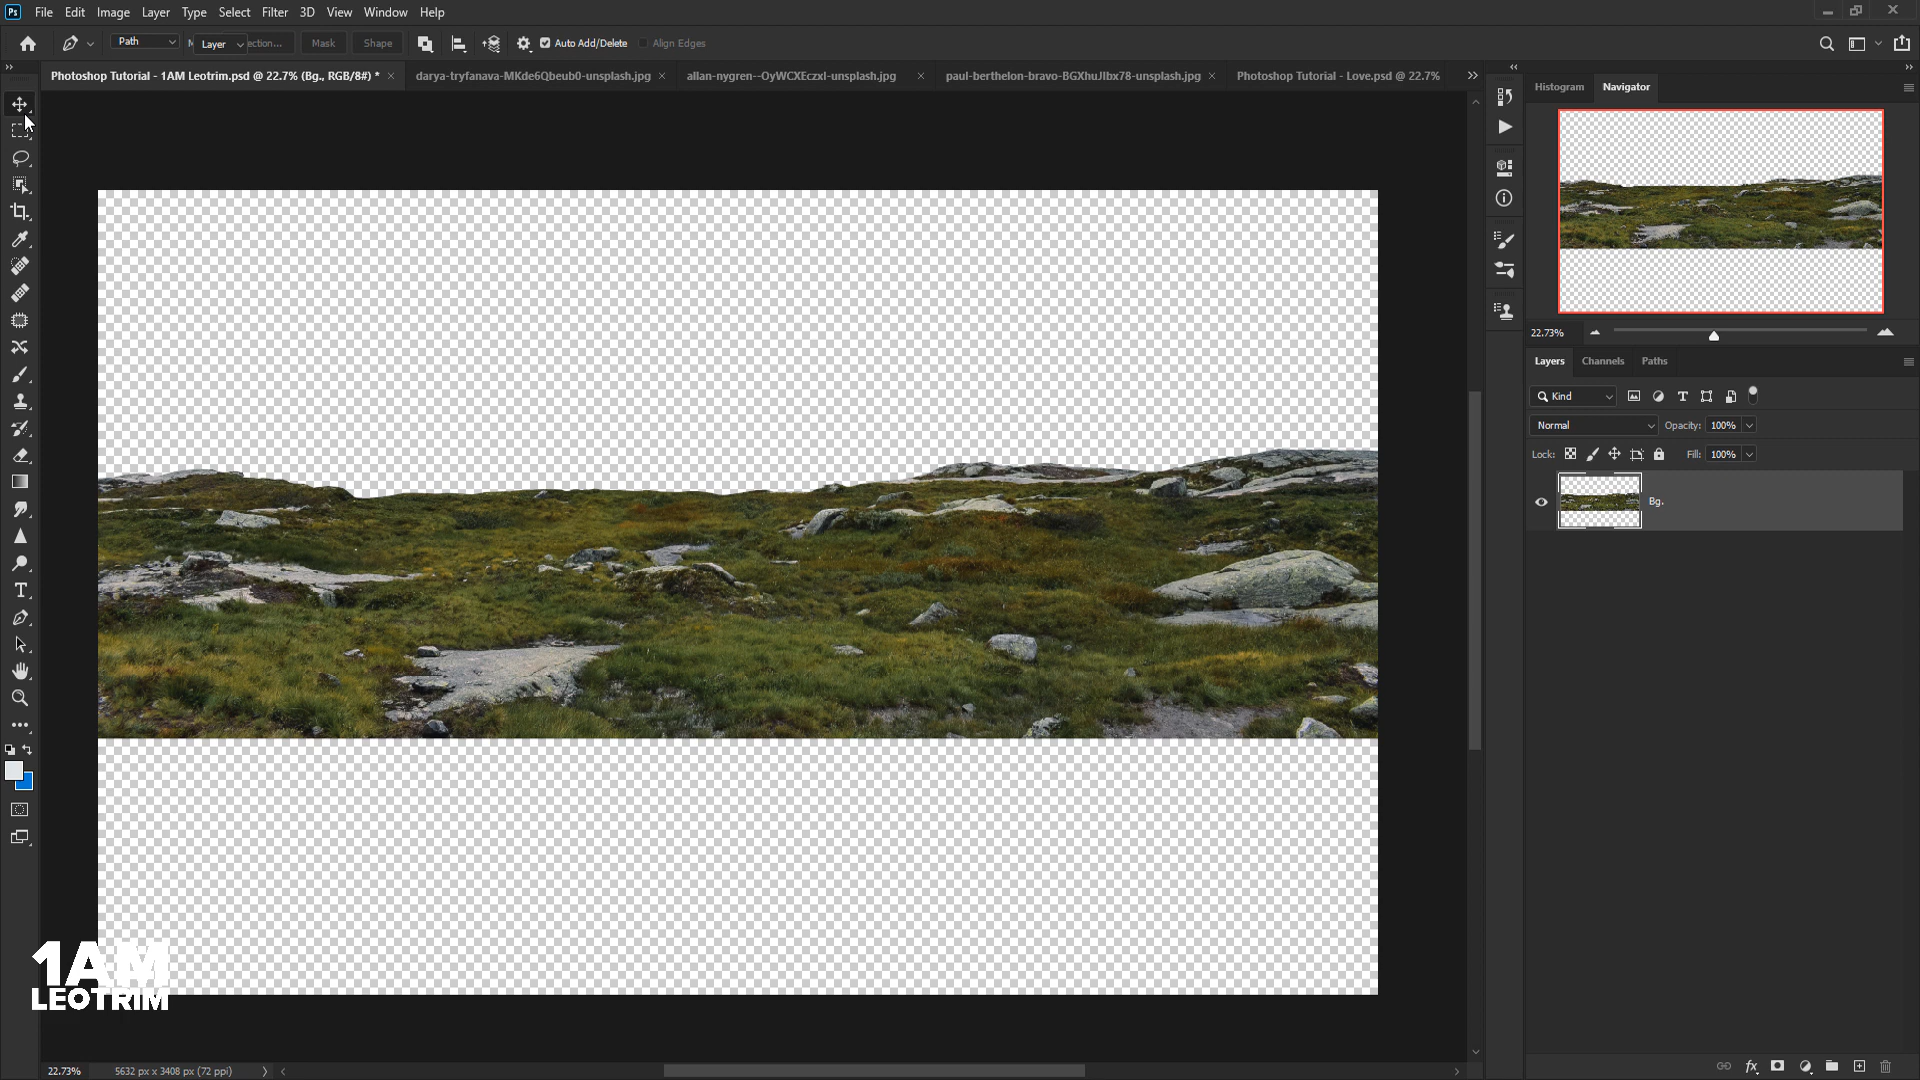 Ps File Edit Image Layer Type Select Filter 3D View Window Help
Path Layer ection... Mask Shape Auto Add/Delete Align Edges
Photoshop Tutorial - 1AM Leotrim.psd @ 22.7% (Bg., RGB/8#) * × darya-tryfanava-MKde6Qbeub0-unsplash.jpg × allan-nygren--OyWCXEczxI-unsplash.jpg × paul-berthelon-bravo-BGXhuJIbx78-unsplash.jpg × Photoshop Tutorial - Love.psd @ 22.7%
Histogram Navigator
22.73%
Layers Channels Paths
Kind
Normal Opacity: 100%
Lock: Fill: 100%
Bg.
1AM
LEOTRIM
22.73% 5632 px x 3408 px (72 ppi)